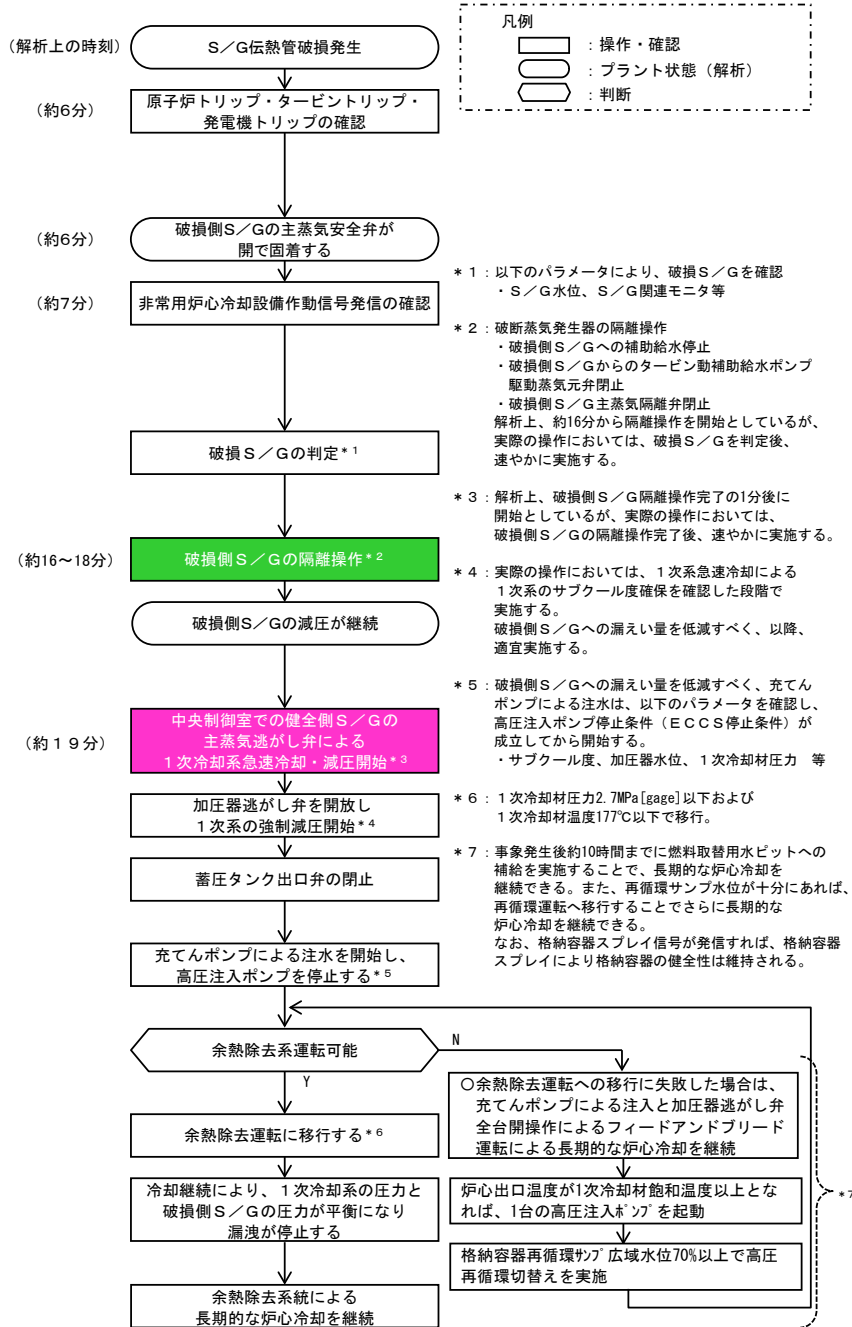 凡例
：操作・確認
：プラント状態（解析）
：判断
（解析上の時刻）
S／G伝熱管破損発生
（約6分）
原子炉トリップ・タービントリップ・
発電機トリップの確認
（約6分）
破損側S／Gの主蒸気安全弁が
開で固着する
（約7分）
非常用炉心冷却設備作動信号発信の確認
破損S／Gの判定＊1
（約16～18分）
破損側S／Gの隔離操作＊2
破損側S／Gの減圧が継続
（約１９分）
中央制御室での健全側S／Gの
主蒸気逃がし弁による
１次冷却系急速冷却・減圧開始＊3
加圧器逃がし弁を開放し
１次系の強制減圧開始＊4
蓄圧タンク出口弁の閉止
充てんポンプによる注水を開始し、
高圧注入ポンプを停止する＊5
余熱除去系運転可能
N
Y
余熱除去運転に移行する＊6
冷却継続により、１次冷却系の圧力と
破損側S／Gの圧力が平衡になり
漏洩が停止する
余熱除去系統による
長期的な炉心冷却を継続
○余熱除去運転への移行に失敗した場合は、
充てんポンプによる注入と加圧器逃がし弁
全台開操作によるフィードアンドブリード
運転による長期的な炉心冷却を継続
炉心出口温度が1次冷却材飽和温度以上とな
れば、1台の高圧注入ﾎﾟﾝﾌﾟを起動
格納容器再循環ｻﾝﾌﾟ広域水位70%以上で高圧
再循環切替えを実施
＊7
＊１：以下のパラメータにより、破損S／Gを確認
・S／G水位、S／G関連モニタ等
＊２：破断蒸気発生器の隔離操作
・破損側S／Gへの補助給水停止
・破損側S／Gからのタービン動補助給水ポンプ
駆動蒸気元弁閉止
・破損側S／G主蒸気隔離弁閉止
解析上、約16分から隔離操作を開始としているが、
実際の操作においては、破損S／Gを判定後、
速やかに実施する。
＊３：解析上、破損側S／G隔離操作完了の1分後に
開始としているが、実際の操作においては、
破損側S／Gの隔離操作完了後、速やかに実施する。
＊４：実際の操作においては、１次系急速冷却による
１次系のサブクール度確保を確認した段階で
実施する。
破損側S／Gへの漏えい量を低減すべく、以降、
適宜実施する。
＊５：破損側S／Gへの漏えい量を低減すべく、充てん
ポンプによる注水は、以下のパラメータを確認し、
高圧注入ポンプ停止条件（ＥＣＣＳ停止条件）が
成立してから開始する。
・サブクール度、加圧器水位、１次冷却材圧力　等
＊６：１次冷却材圧力2.7MPa[gage]以下および
１次冷却材温度177℃以下で移行。
＊７：事象発生後約10時間までに燃料取替用水ピットへの
補給を実施することで、長期的な炉心冷却を
継続できる。また、再循環サンプ水位が十分にあれば、
再循環運転へ移行することでさらに長期的な
炉心冷却を継続できる。
なお、格納容器スプレイ信号が発信すれば、格納容器
スプレイにより格納容器の健全性は維持される。